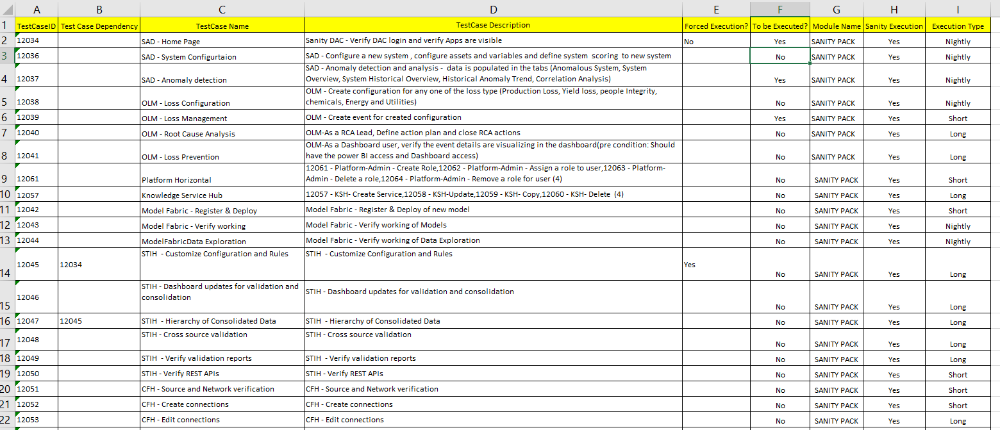 A B C D E F G H I
1 TestCaseID Test Case Dependency TestCase Name TestCase Description Forced Execution? To be Executed? Module Name Sanity Execution Execution Type
2 12034 SAD - Home Page Sanity DAC - Verify DAC login and verify Apps are visible No Yes SANITY PACK Yes Nightly
3 12036 SAD - System Configurtaion SAD - Configure a new system , configure assets and variables and define system scoring to new system No SANITY PACK Yes Nightly
4 12037 SAD - Anomaly detection SAD - Anomaly detection and analysis - data is populated in the tabs (Anomalous System, System
Overview, System Historical Overview, Historical Anomaly Trend, Correlation Analysis) Yes SANITY PACK Yes Nightly
5 12038 OLM - Loss Configuration OLM - Create configuration for any one of the loss type (Production Loss, Yield loss, people Integrity,
chemicals, Energy and Utilities) No SANITY PACK Yes Nightly
6 12039 OLM - Loss Management OLM - Create event for created configuration Yes SANITY PACK Yes Short
7 12040 OLM - Root Cause Analysis OLM-As a RCA Lead, Define action plan and close RCA actions No SANITY PACK Yes Long
8 12041 OLM - Loss Prevention OLM-As a Dashboard user, verify the event details are visualizing in the dashboard(pre condition: Should
have the power BI access and Dashboard access) No SANITY PACK Yes Long
9 12061 Platform Horizontal 12061 - Platform-Admin - Create Role,12062 - Platform-Admin - Assign a role to user,12063 - Platform-
Admin - Delete a role,12064 - Platform-Admin - Remove a role for user (4) No SANITY PACK Yes Short
10 12057 Knowledge Service Hub 12057 - KSH- Create Service,12058 - KSH-Update,12059 - KSH- Copy,12060 - KSH- Delete (4) No SANITY PACK Yes Long
11 12042 Model Fabric - Register & Deploy Model Fabric - Register & Deploy of new model No SANITY PACK Yes Short
12 12043 Model Fabric - Verify working Model Fabric - Verify working of Models No SANITY PACK Yes Nightly
13 12044 ModelFabricData Exploration Model Fabric - Verify working of Data Exploration No SANITY PACK Yes Nightly
14 12045 12034 STIH - Customize Configuration and Rules STIH - Customize Configuration and Rules Yes No SANITY PACK Yes Long
15 12046 STIH - Dashboard updates for validation and
consolidation STIH - Dashboard updates for validation and consolidation No SANITY PACK Yes Long
16 12047 12045 STIH - Hierarchy of Consolidated Data STIH - Hierarchy of Consolidated Data No SANITY PACK Yes Long
17 12048 STIH - Cross source validation STIH - Cross source validation No SANITY PACK Yes Long
18 12049 STIH - Verify validation reports STIH - Verify validation reports No SANITY PACK Yes Long
19 12050 STIH - Verify REST APIs STIH - Verify REST APIs No SANITY PACK Yes Short
20 12051 CFH - Source and Network verification CFH - Source and Network verification No SANITY PACK Yes Short
21 12052 CFH - Create connections CFH - Create connections No SANITY PACK Yes Short
22 12053 CFH - Edit connections CFH - Edit connections No SANITY PACK Yes Long